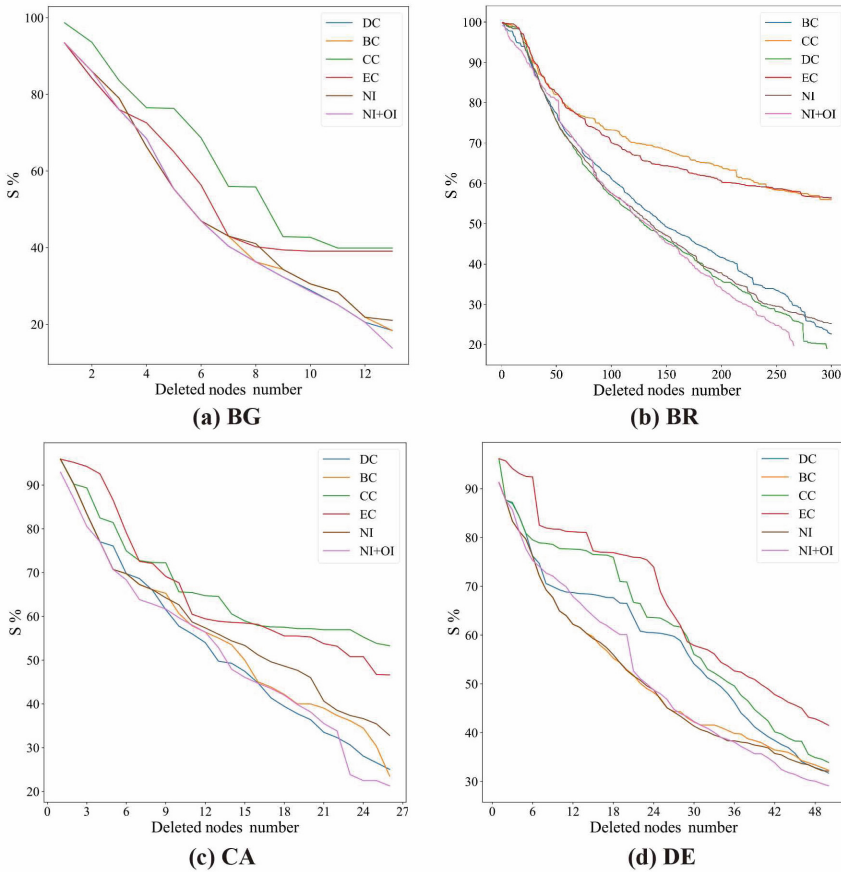 100
80
60
40
20
S %
2
4
6
8
10
12
Deleted nodes number
DC
BC
CC
EC
NI
NI+OI
(a) BG
100
90
80
70
60
50
40
30
20
S %
0
50
100
150
200
250
300
Deleted nodes number
BC
CC
DC
EC
NI
NI+OI
(b) BR
90
80
70
60
50
40
30
20
S %
0
3
6
9
12
15
18
21
24
27
Deleted nodes number
DC
BC
CC
EC
NI
NI+OI
(c) CA
90
80
70
60
50
40
30
S %
0
6
12
18
24
30
36
42
48
Deleted nodes number
DC
BC
CC
EC
NI
NI+OI
(d) DE